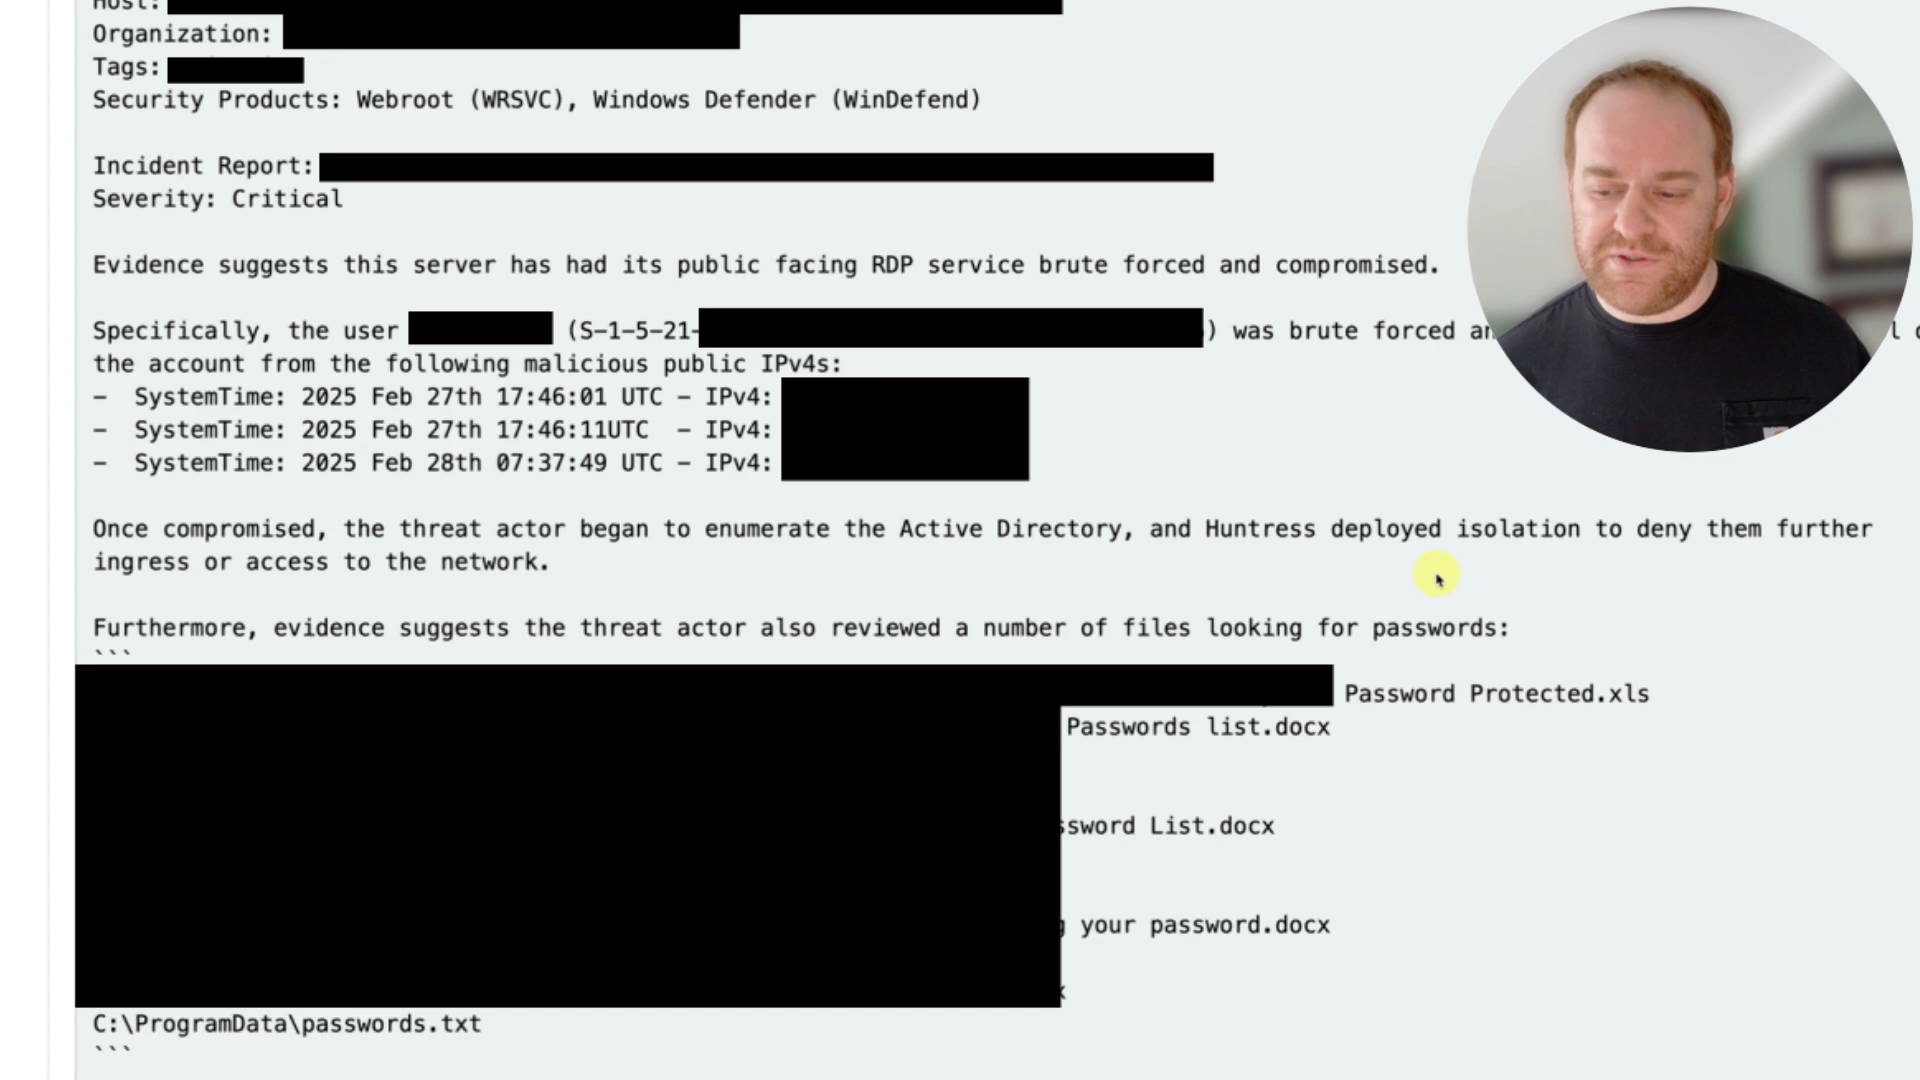 Host:
Organization:
Tags:
Security Products: Webroot (WRSVC), Windows Defender (WinDefend)
Incident Report:
Severity: Critical
Evidence suggests this server has had its public facing RDP service brute forced and compromised.
Specifically, the user (S-1-5-21- ) was brute forced
the account from the following malicious public IPv4s:
- SystemTime: 2025 Feb 27th 17:46:01 UTC - IPv4:
- SystemTime: 2025 Feb 27th 17:46:11UTC - IPv4:
- SystemTime: 2025 Feb 28th 07:37:49 UTC - IPv4:
Once compromised, the threat actor began to enumerate the Active Directory, and Huntress deployed isolation to deny them further
ingress or access to the network.
Furthermore, evidence suggests the threat actor also reviewed a number of files looking for passwords:
```
Password Protected.xls
Passwords list.docx
ssword List.docx
your password.docx
C:\ProgramData\passwords.txt
```